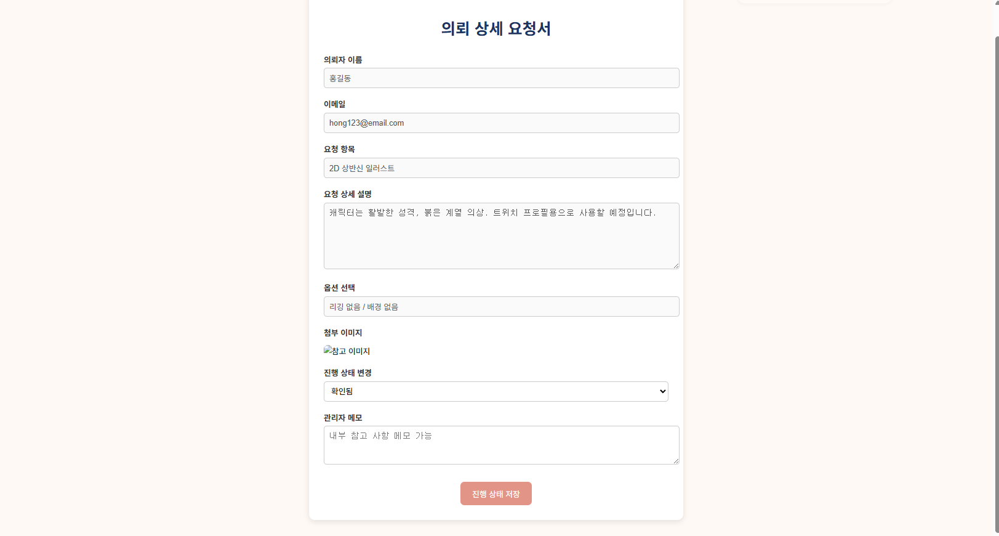 의뢰 상세 요청서
의뢰자 이름
홍길동
이메일
hong123@email.com
요청 항목
2D 상반신 일러스트
요청 상세 설명
캐릭터는 활발한 성격, 붉은 계열 의상. 트위치 프로필용으로 사용할 예정입니다.
옵션 선택
리깅 없음 / 배경 없음
첨부 이미지
참고 이미지
진행 상태 변경
확인됨
관리자 메모
내부 참고 사항 메모 가능
진행 상태 저장